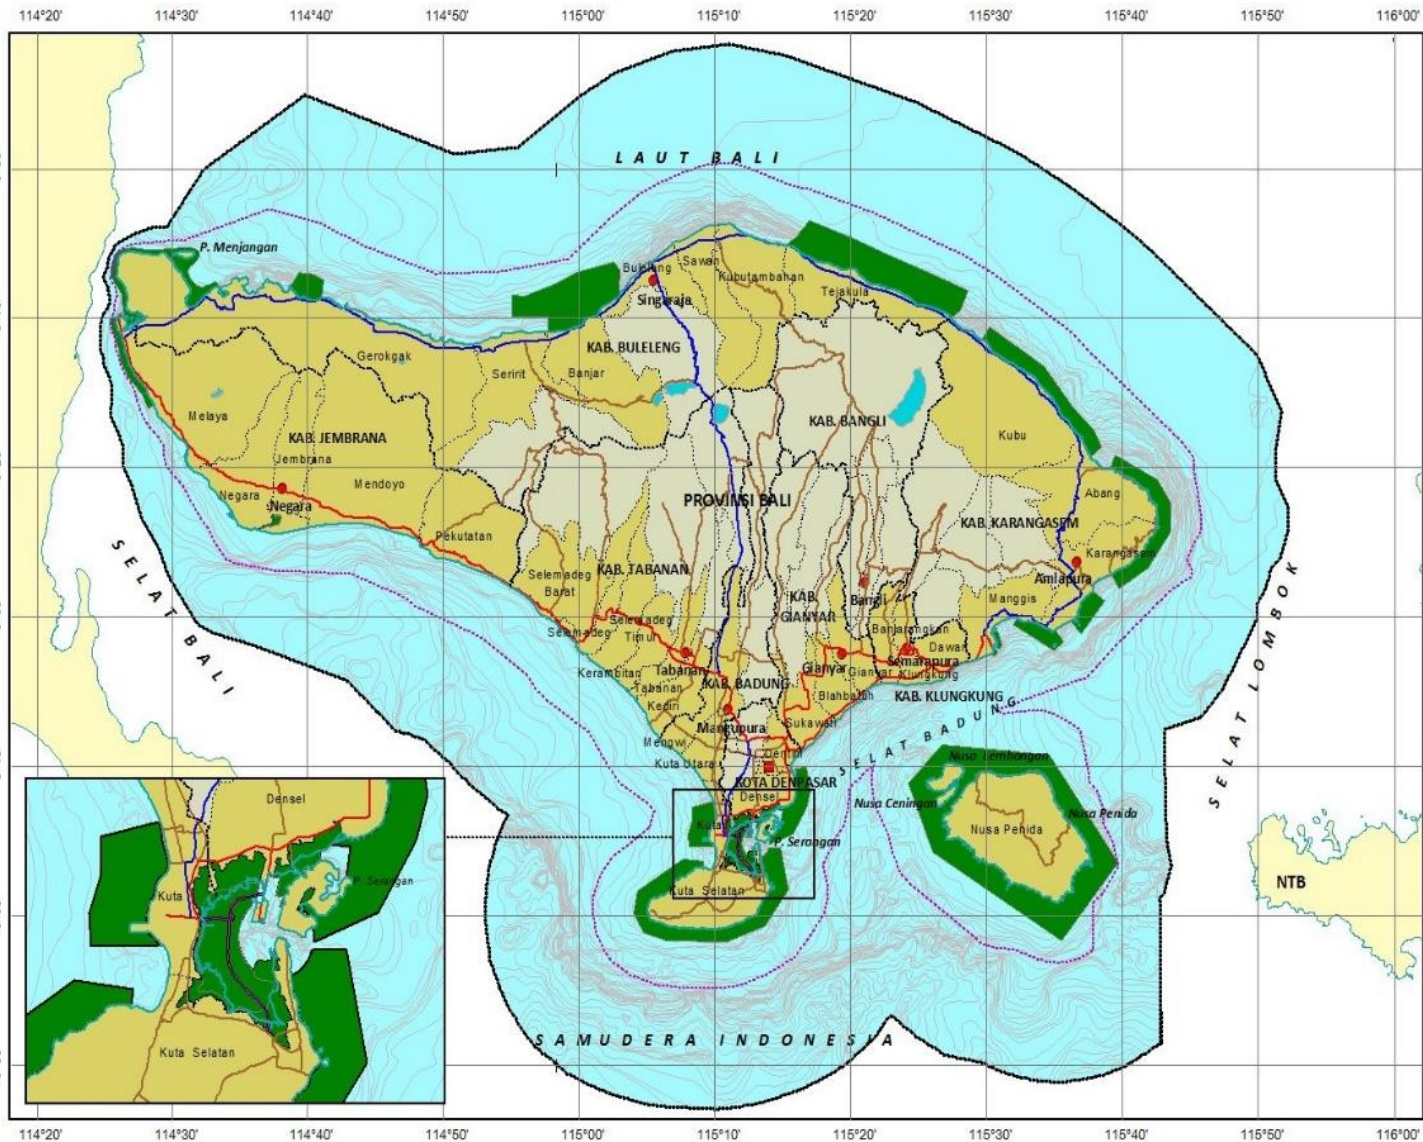 114°20' 114°30' 114°40' 114°50' 115°00' 115°10' 115°20' 115°30' 115°40' 115°50' 116°00'
LAUT BALI
P. Menjangan
Buleleng
Sawan
Kubutambahan
Singaraja
Tejakula
KAB. BULELENG
Gerokgak
Seririt
Banjar
Melaya
KAB. JEMBRANA
Jembrana
KAB. BANGLI
Kubu
Negara
Negara
Mendoyo
PROVINSI BALI
Abang
Pekutatan
KAB. KARANGASEM
Karangasem
SELAT BALI
Selemadeg
Barat
KAB. TABANAN
Amlapura
KAB.
GIANYAR
Bangli
Manggis
Selemadeg
Selemadeg
Timur
Banjarangkan
Dawan
Semarapura
Tabanan
Gianyar
Gianyar
Klungkung
Kerambitan
Tabanan
KAB. BADUNG
Blahbatuh
KAB. KLUNGKUNG
Kediri
Mangupura
Sukawati
SELAT BADUNG
SELAT LOMBOK
Mengwi
Kuta Utara
KOTA DENPASAR
Densel
Nusa Lembongan
Nusa Ceningan
Nusa Penida
Nusa Penida
Kuta
P. Serangan
Kuta Selatan
NTB
Densel
Kuta
P. Serangan
Kuta Selatan
SAMUDERA INDONESIA
114°20' 114°30' 114°40' 114°50' 115°00' 115°10' 115°20' 115°30' 115°40' 115°50' 116°00'